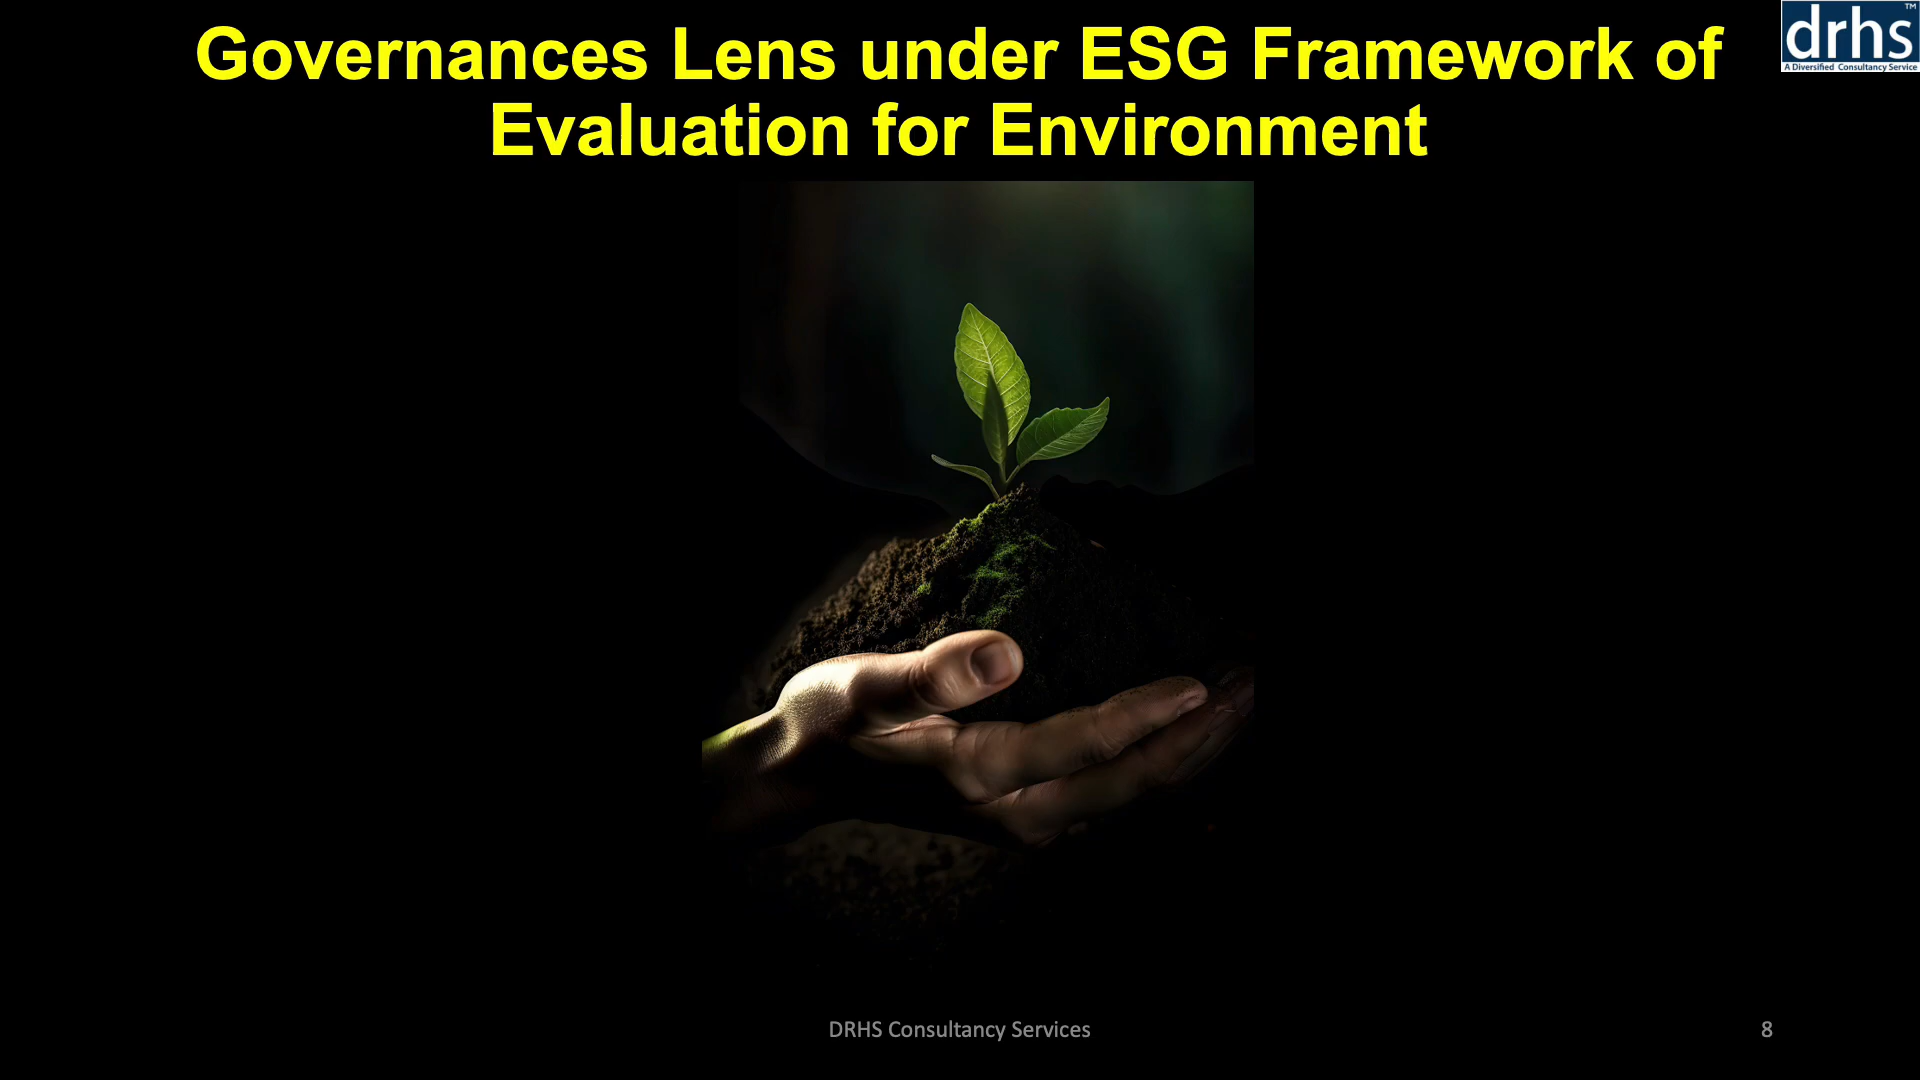 Governances Lens under ESG Framework of
Evaluation for Environment
drhs TM
A Diversified Consultancy Service
DRHS Consultancy Services
8